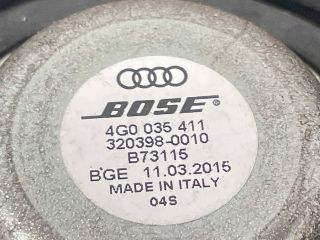 BOSE®
4G0 035 411
320398-0010
B73115
BGE 11.03.2015
MADE IN ITALY
04S